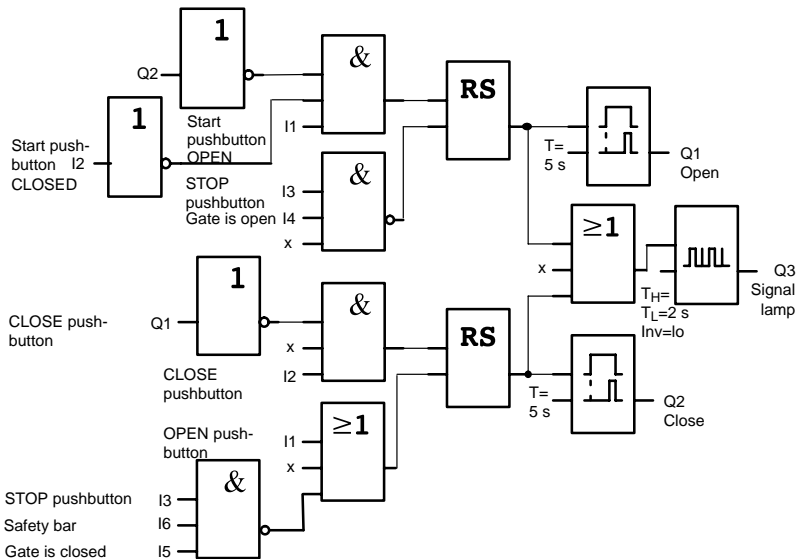 1
&
Q2
RS
1
Start
pushbutton
OPEN
I1
Start push-
button I2
CLOSED
T=
5 s
Q1
Open
STOP
pushbutton
Gate is open
&
I3
I4
x
≥1
x
Q3
Signal
lamp
TH=
TL=2 s
Inv=lo
1
&
RS
CLOSE push-
button
Q1
x
I2
CLOSE
pushbutton
T=
5 s
Q2
Close
OPEN push-
button
≥1
I1
x
&
STOP pushbutton I3
Safety bar I6
Gate is closed I5